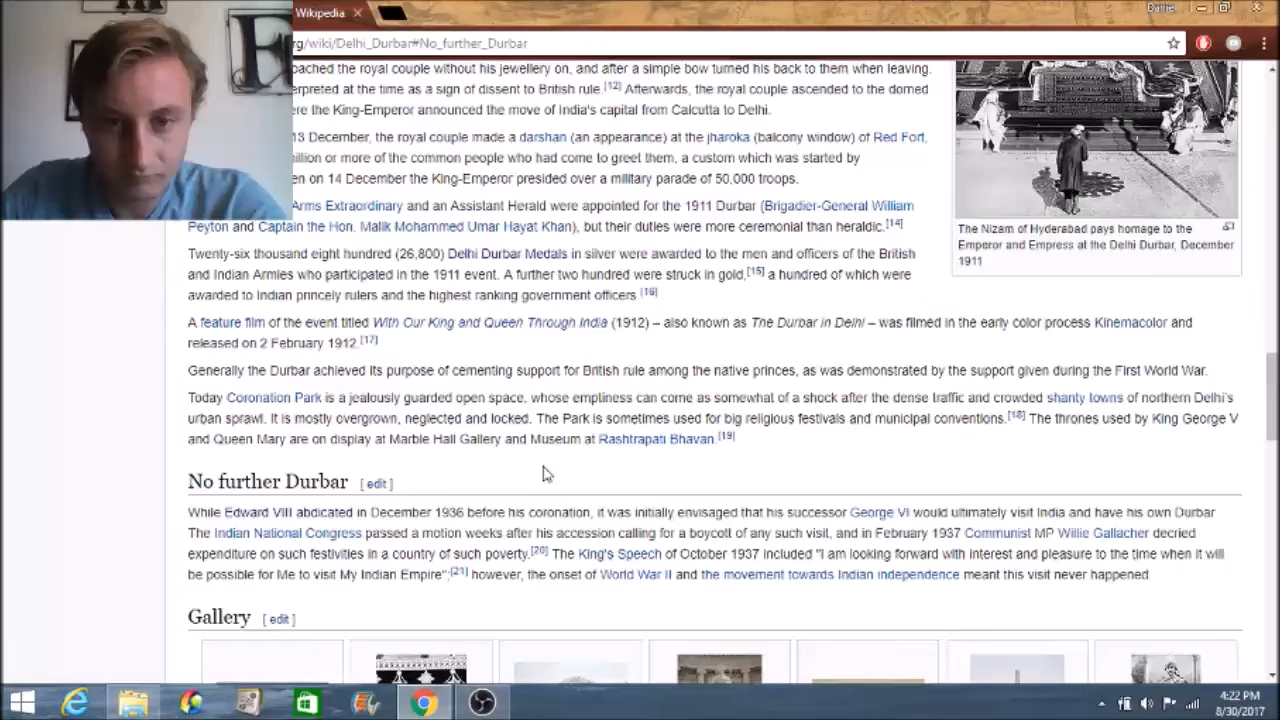 Wikipedia
Daniel
rg/wiki/Delhi_Durbar#No_further_Durbar
oached the royal couple without his jewellery on, and after a simple bow turned his back to them when leaving.
erpreted at the time as a sign of dissent to British rule [12] Afterwards, the royal couple ascended to the domed
ere the King-Emperor announced the move of India's capital from Calcutta to Delhi.
13 December, the royal couple made a darshan (an appearance) at the jharoka (balcony window) of Red Fort,
illion or more of the common people who had come to greet them, a custom which was started by
en on 14 December the King-Emperor presided over a military parade of 50,000 troops.
Arms Extraordinary and an Assistant Herald were appointed for the 1911 Durbar (Brigadier-General William
Peyton and Captain the Hon. Malik Mohammed Umar Hayat Khan), but their duties were more ceremonial than heraldic.[14]
Twenty-six thousand eight hundred (26,800) Delhi Durbar Medals in silver were awarded to the men and officers of the British
and Indian Armies who participated in the 1911 event. A further two hundred were struck in gold,[15] a hundred of which were
awarded to Indian princely rulers and the highest ranking government officers [16]
The Nizam of Hyderabad pays homage to the
Emperor and Empress at the Delhi Durbar, December
1911
A feature film of the event titled With Our King and Queen Through India (1912) – also known as The Durbar in Delhi – was filmed in the early color process Kinemacolor and
released on 2 February 1912.[17]
Generally the Durbar achieved its purpose of cementing support for British rule among the native princes, as was demonstrated by the support given during the First World War.
Today Coronation Park is a jealously guarded open space, whose emptiness can come as somewhat of a shock after the dense traffic and crowded shanty towns of northern Delhi's
urban sprawl. It is mostly overgrown, neglected and locked. The Park is sometimes used for big religious festivals and municipal conventions.[18] The thrones used by King George V
and Queen Mary are on display at Marble Hall Gallery and Museum at Rashtrapati Bhavan [19]
No further Durbar [ edit ]
While Edward VIII abdicated in December 1936 before his coronation, it was initially envisaged that his successor George VI would ultimately visit India and have his own Durbar
The Indian National Congress passed a motion weeks after his accession calling for a boycott of any such visit, and in February 1937 Communist MP Willie Gallacher decried
expenditure on such festivities in a country of such poverty.[20] The King's Speech of October 1937 included "I am looking forward with interest and pleasure to the time when it will
be possible for Me to visit My Indian Empire";[21] however, the onset of World War II and the movement towards Indian independence meant this visit never happened
Gallery [ edit ]
4:22 PM
8/30/2017